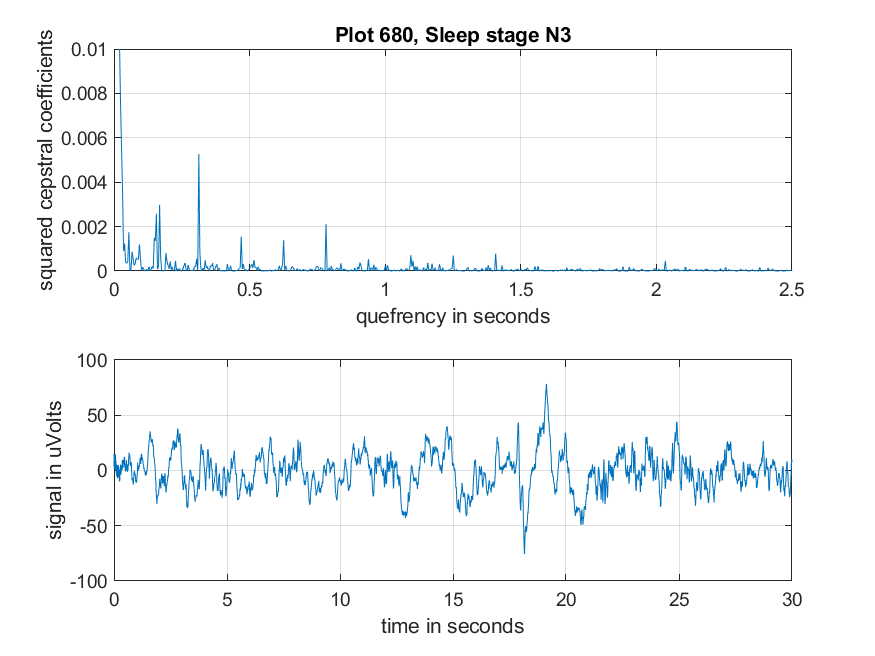 Plot 680, Sleep stage N3
squared cepstral coefficients
0.01
0.008
0.006
0.004
0.002
0
0 0.5 1 1.5 2 2.5
quefrency in seconds
signal in uVolts
100
50
0
-50
-100
0 5 10 15 20 25 30
time in seconds